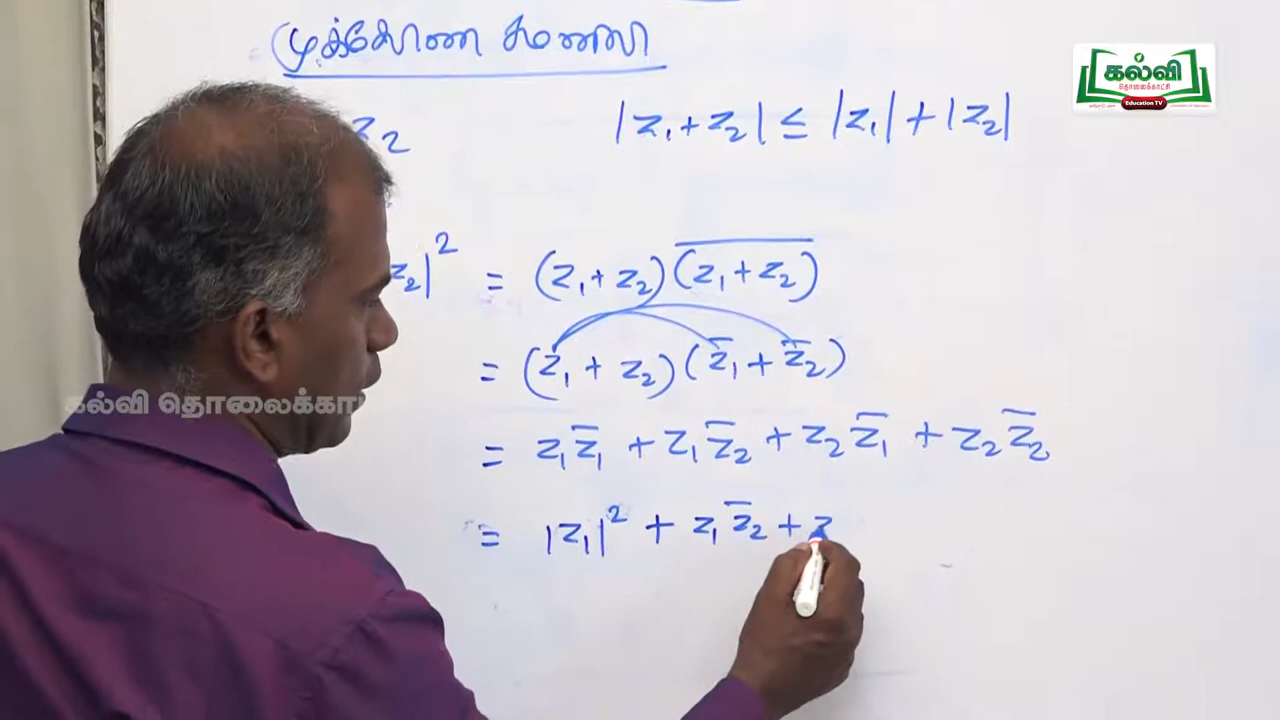 முக்கோண சமனிலி
z₂ |z₁+z₂| ≤ |z₁| + |z₂|
z₂|² = (z₁+z₂)(z₁+z₂)‾
= (z₁ + z₂)(z̅₁ + z̅₂)
= z₁z̅₁ + z₁z̅₂ + z₂z̅₁ + z₂z̅₂
= |z₁|² + z₁z̅₂ + z
கல்வி
தொலைக்காட்சி
Education TV
கல்வி தொலைக்காட்